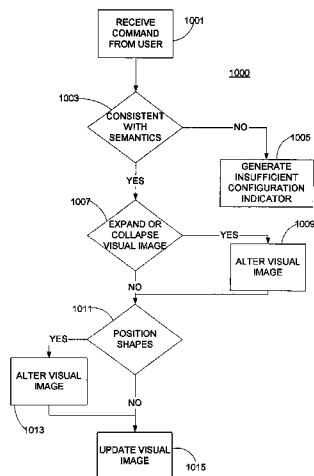 RECEIVE
COMMAND
FROM USER
1001
1000
1003
CONSISTENT
WITH
SEMANTICS
NO
1005
GENERATE
INSUFFICIENT
CONFIGURATION
INDICATOR
YES
1007
EXPAND OR
COLLAPSE
VISUAL IMAGE
YES
1009
ALTER VISUAL
IMAGE
NO
1011
POSITION
SHAPES
YES
ALTER VISUAL
IMAGE
1013
NO
UPDATE VISUAL
IMAGE
1015